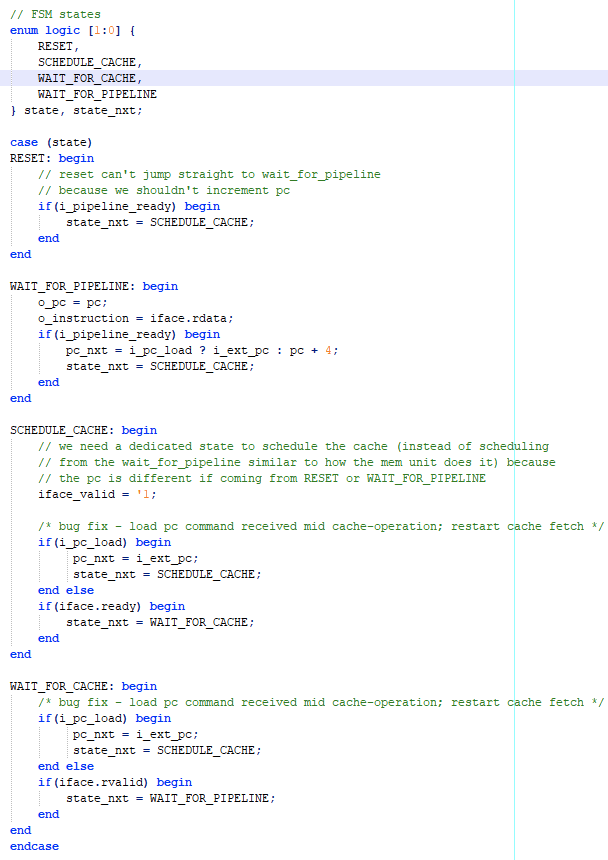 // FSM states
enum logic [1:0] {
    RESET,
    SCHEDULE_CACHE,
    WAIT_FOR_CACHE,
    WAIT_FOR_PIPELINE
} state, state_nxt;

case (state)
RESET: begin
    // reset can't jump straight to wait_for_pipeline
    // because we shouldn't increment pc
    if(i_pipeline_ready) begin
        state_nxt = SCHEDULE_CACHE;
    end
end

WAIT_FOR_PIPELINE: begin
    o_pc = pc;
    o_instruction = iface.rdata;
    if(i_pipeline_ready) begin
        pc_nxt = i_pc_load ? i_ext_pc : pc + 4;
        state_nxt = SCHEDULE_CACHE;
    end
end

SCHEDULE_CACHE: begin
    // we need a dedicated state to schedule the cache (instead of scheduling
    // from the wait_for_pipeline similar to how the mem unit does it) because
    // the pc is different if coming from RESET or WAIT_FOR_PIPELINE
    iface_valid = '1;

    /* bug fix - load pc command received mid cache-operation; restart cache fetch */
    if(i_pc_load) begin
         pc_nxt = i_ext_pc;
         state_nxt = SCHEDULE_CACHE;
    end else
    if(iface.ready) begin
        state_nxt = WAIT_FOR_CACHE;
    end
end

WAIT_FOR_CACHE: begin
    /* bug fix - load pc command received mid cache-operation; restart cache fetch */
    if(i_pc_load) begin
         pc_nxt = i_ext_pc;
         state_nxt = SCHEDULE_CACHE;
    end else
    if(iface.rvalid) begin
        state_nxt = WAIT_FOR_PIPELINE;
    end
end
endcase